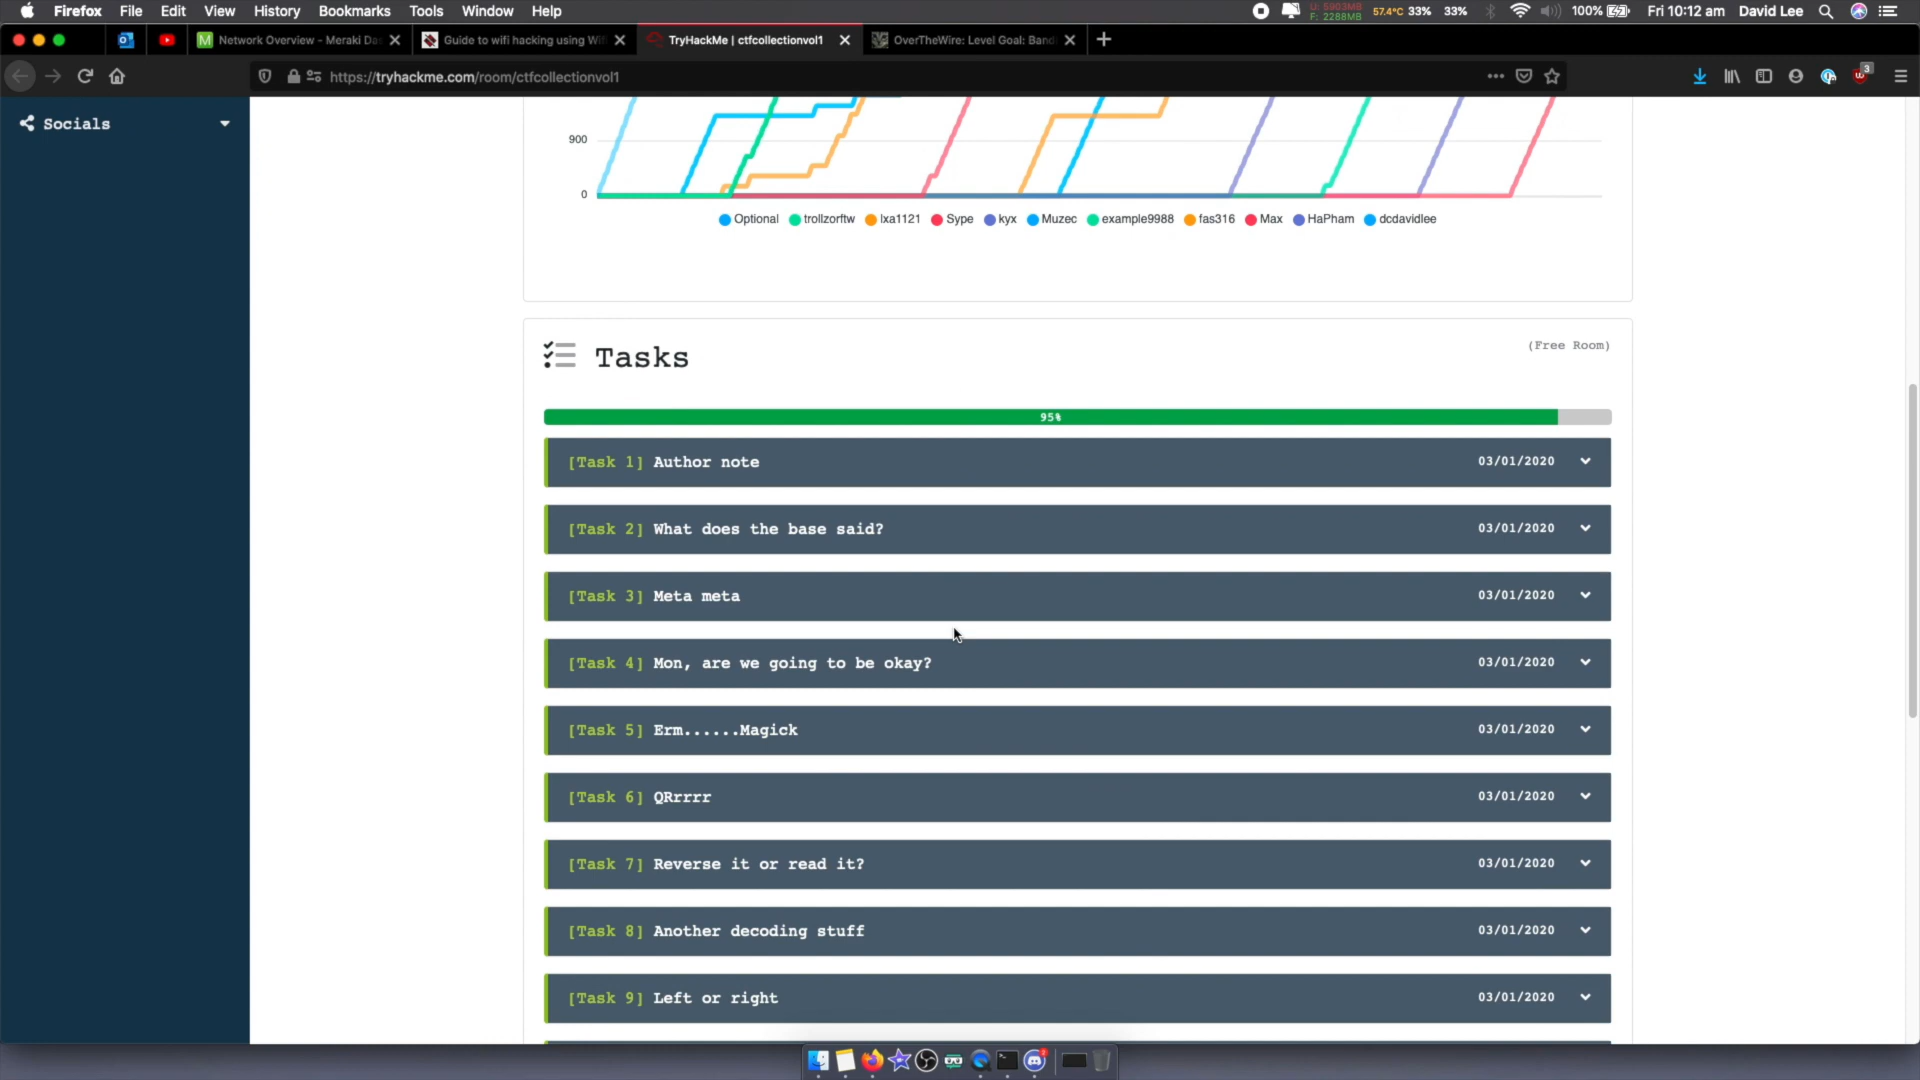 Firefox File Edit View History Bookmarks Tools Window Help
U: 5903MB
F: 2288MB
57.4°C 33% 33% 100% Fri 10:12 am David Lee
Network Overview - Meraki Da
Guide to wifi hacking using Wif
TryHackMe | ctfcollectionvol1
OverTheWire: Level Goal: Band
https://tryhackme.com/room/ctfcollectionvol1
3
Socials
900
0
Optional trollzorftw lxa1121 Sype kyx Muzec example9988 fas316 Max HaPham dcdavidlee
Tasks
(Free Room)
95%
[Task 1] Author note 03/01/2020
[Task 2] What does the base said? 03/01/2020
[Task 3] Meta meta 03/01/2020
[Task 4] Mon, are we going to be okay? 03/01/2020
[Task 5] Erm......Magick 03/01/2020
[Task 6] QRrrrr 03/01/2020
[Task 7] Reverse it or read it? 03/01/2020
[Task 8] Another decoding stuff 03/01/2020
[Task 9] Left or right 03/01/2020